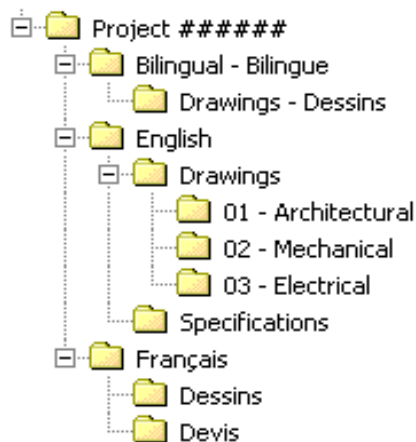 Project ######
Bilingual - Bilingue
Drawings - Dessins
English
Drawings
01 - Architectural
02 - Mechanical
03 - Electrical
Specifications
Français
Dessins
Devis